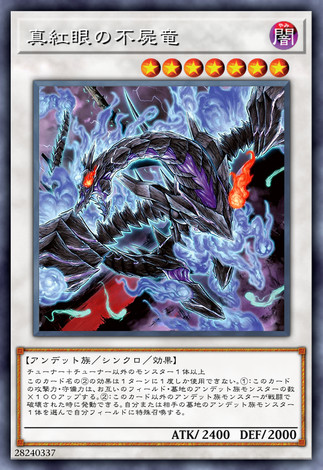 真紅眼の不屍竜
闇
やみ
【アンデット族／シンクロ／効果】
チューナー＋チューナー以外のモンスター１体以上
このカード名の②の効果は１ターンに１度しか使用できない。①：このカード
の攻撃力・守備力は、お互いのフィールド・墓地のアンデット族モンスターの数
×１００アップする。②：このカード以外のアンデット族モンスターが戦闘で
破壊された時に発動できる。自分または相手の墓地のアンデット族モンスター
１体を選んで自分フィールドに特殊召喚する。
ATK/ 2400 DEF/2000
28240337